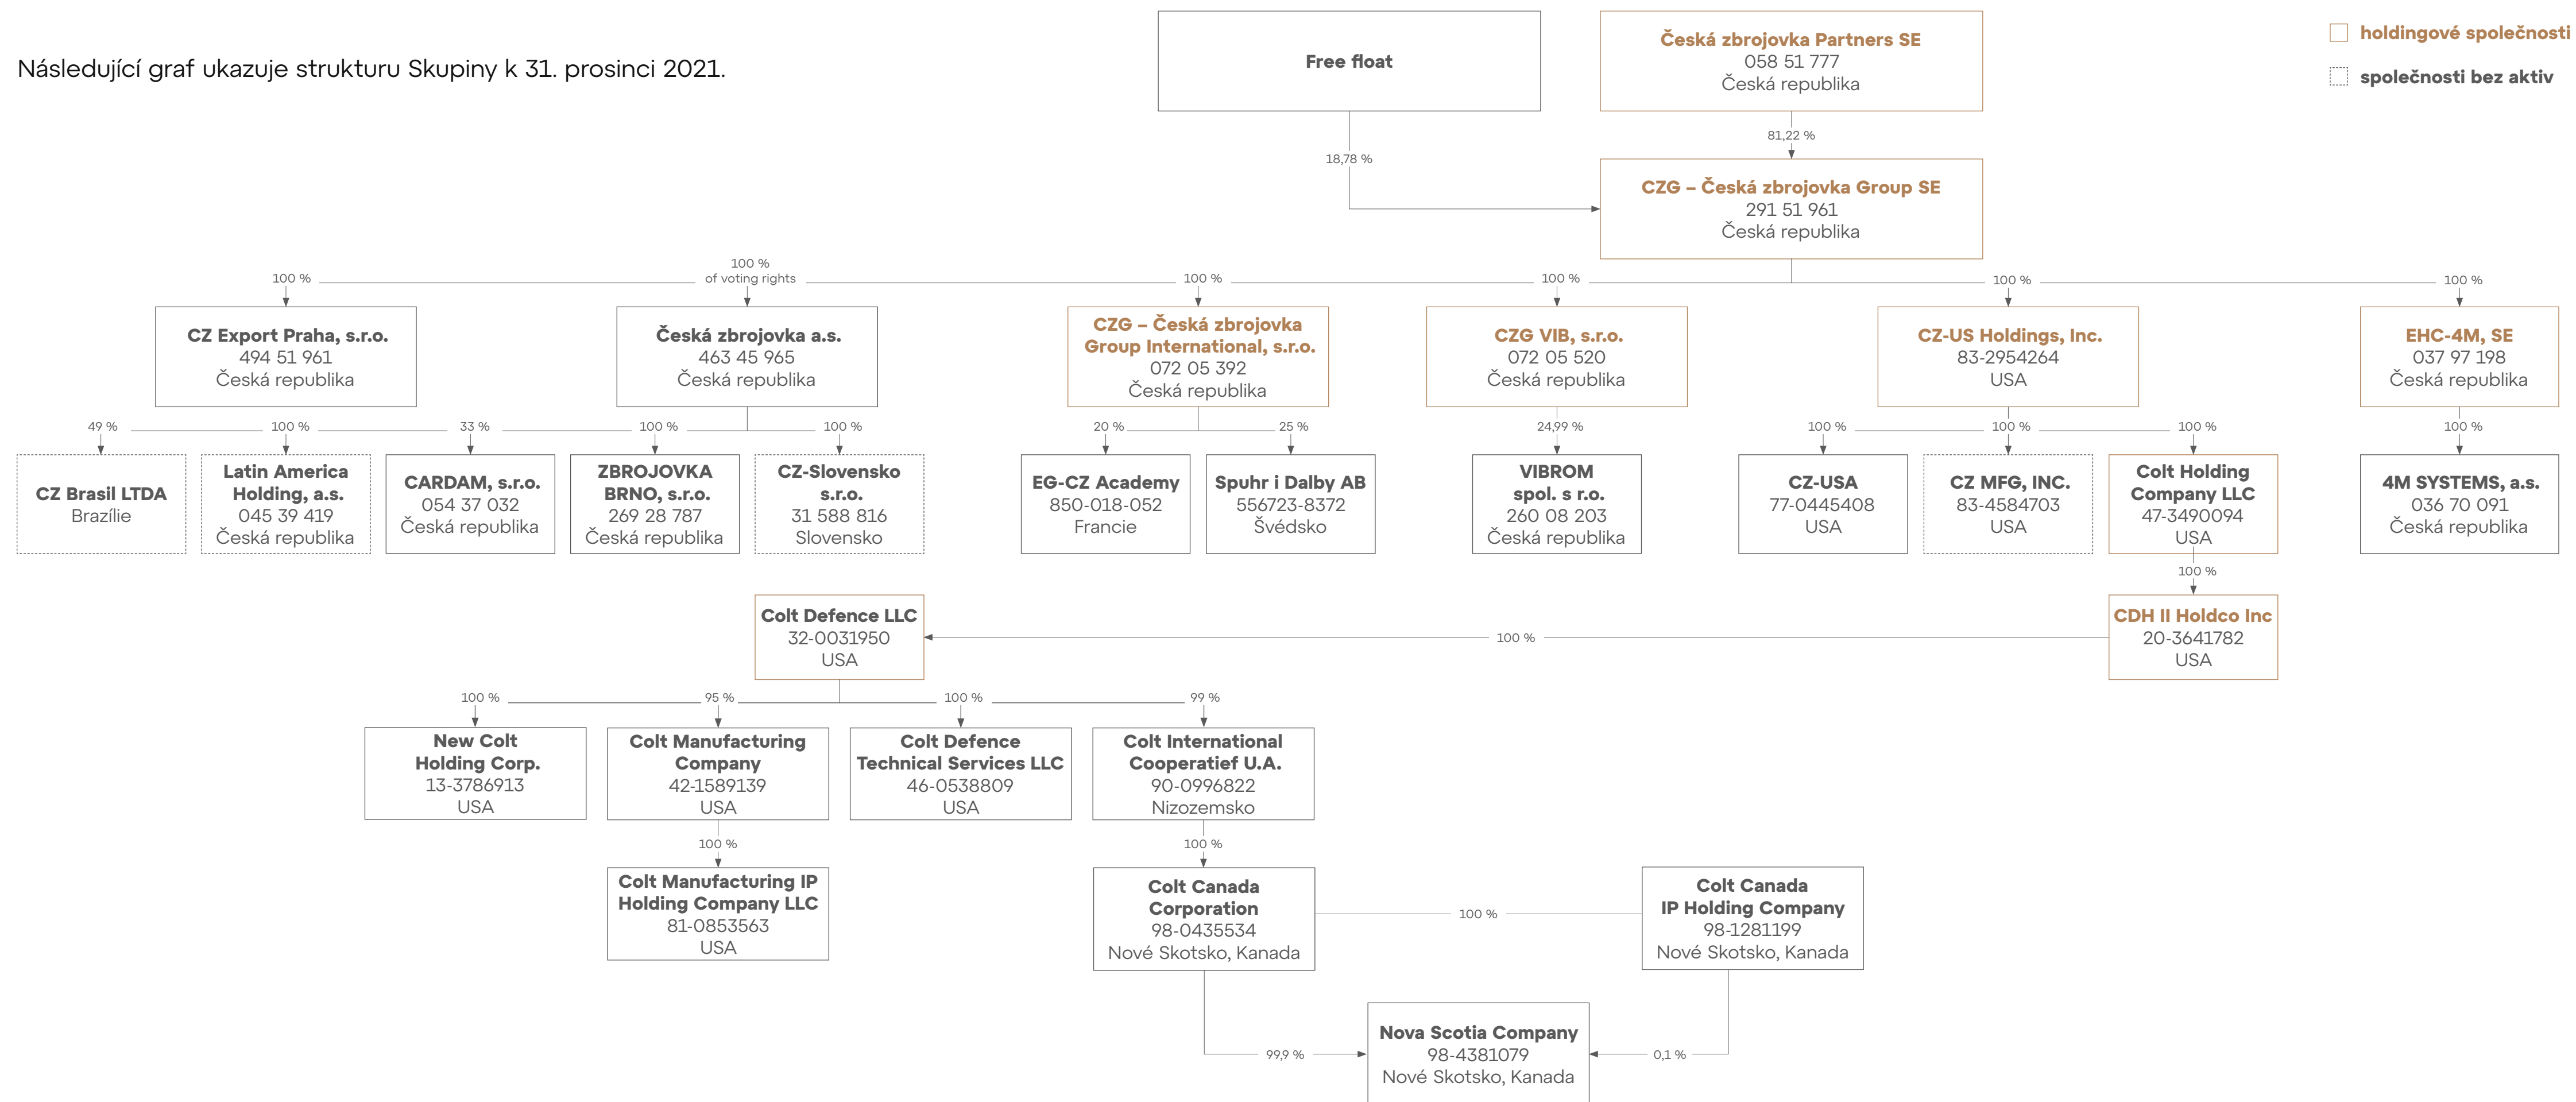 Následující graf ukazuje strukturu Skupiny k 31. prosinci 2021.
Free float
Česká zbrojovka Partners SE
058 51 777
Česká republika
holdingové společnosti
společnosti bez aktiv
81,22 %
18,78 %
CZG – Česká zbrojovka Group SE
291 51 961
Česká republika
100 %
100 %
of voting rights
100 %
100 %
100 %
100 %
CZ Export Praha, s.r.o.
494 51 961
Česká republika
Česká zbrojovka a.s.
463 45 965
Česká republika
CZG – Česká zbrojovka
Group International, s.r.o.
072 05 392
Česká republika
CZG VIB, s.r.o.
072 05 520
Česká republika
CZ-US Holdings, Inc.
83-2954264
USA
EHC-4M, SE
037 97 198
Česká republika
49 %
100 %
33 %
100 %
100 %
20 %
25 %
24,99 %
100 %
100 %
100 %
100 %
CZ Brasil LTDA
Brazílie
Latin America
Holding, a.s.
045 39 419
Česká republika
CARDAM, s.r.o.
054 37 032
Česká republika
ZBROJOVKA
BRNO, s.r.o.
269 28 787
Česká republika
CZ-Slovensko
s.r.o.
31 588 816
Slovensko
EG-CZ Academy
850-018-052
Francie
Spuhr i Dalby AB
556723-8372
Švédsko
VIBROM
spol. s r.o.
260 08 203
Česká republika
CZ-USA
77-0445408
USA
CZ MFG, INC.
83-4584703
USA
Colt Holding
Company LLC
47-3490094
USA
4M SYSTEMS, a.s.
036 70 091
Česká republika
100 %
Colt Defence LLC
32-0031950
USA
100 %
CDH II Holdco Inc
20-3641782
USA
100 %
95 %
100 %
99 %
New Colt
Holding Corp.
13-3786913
USA
Colt Manufacturing
Company
42-1589139
USA
Colt Defence
Technical Services LLC
46-0538809
USA
Colt International
Cooperatief U.A.
90-0996822
Nizozemsko
100 %
100 %
Colt Manufacturing IP
Holding Company LLC
81-0853563
USA
Colt Canada
Corporation
98-0435534
Nové Skotsko, Kanada
100 %
Colt Canada
IP Holding Company
98-1281199
Nové Skotsko, Kanada
99,9 %
Nova Scotia Company
98-4381079
Nové Skotsko, Kanada
0,1 %